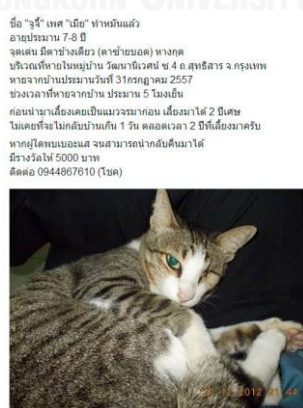 ชื่อ "จูจี้" เพศ "เมีย" ทำหมันแล้ว
อายุประมาน 7-8 ปี
จุดเด่น มีตาข้างเดียว (ตาซ้ายบอด) หางกุด
บริเวณที่หายในหมู่บ้าน วัฒนานิเวศน์ ซ.4 ถ.สุทธิสาร จ.กรุงเทพ
หายจากบ้านประมานวันที่ 31กรกฎาคม 2557
ช่วงเวลาที่หายจากบ้าน ประมาน 5 โมงเย็น
ก่อนนำมาเลี้ยงเคยเป็นแมวจรมาก่อน เลี้ยงมาได้ 2 ปีเศษ
ไม่เคยที่จะไม่กลับบ้านเกิน 1 วัน ตลอดเวลา 2 ปีที่เลี้ยงมาครับ
หากผู้ใดพบเบอะแส จนสามารถนำกลับคืนมาได้
มีรางวัลให้ 5000 บาท
ติดต่อ 0944867610 (โชค)
2012 21:44